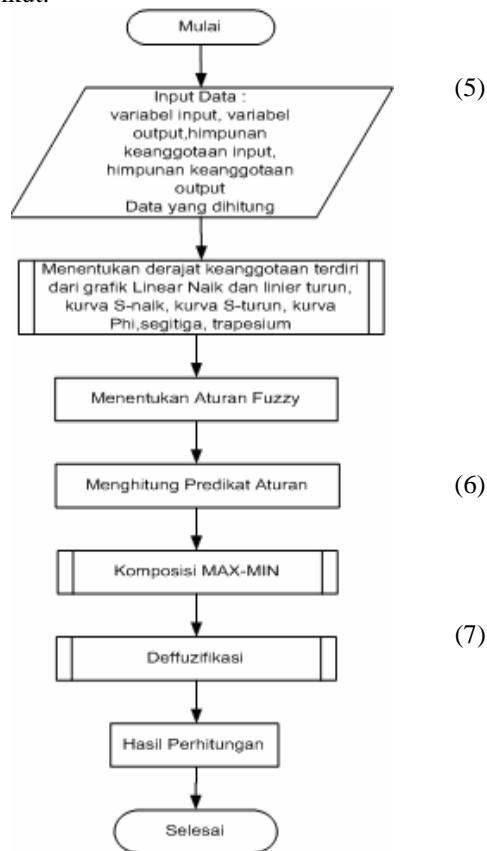 ikut.
Mulai
(5)
Input Data :
variabel input, variabel
output,himpunan
keanggotaan input,
himpunan keanggotaan
output
Data yang dihitung
Menentukan derajat keanggotaan terdiri
dari grafik Linear Naik dan linier turun,
kurva S-naik, kurva S-turun, kurva
Phi,segitiga, trapesium
Menentukan Aturan Fuzzy
Menghitung Predikat Aturan
(6)
Komposisi MAX-MIN
(7)
Deffuzifikasi
Hasil Perhitungan
Selesai